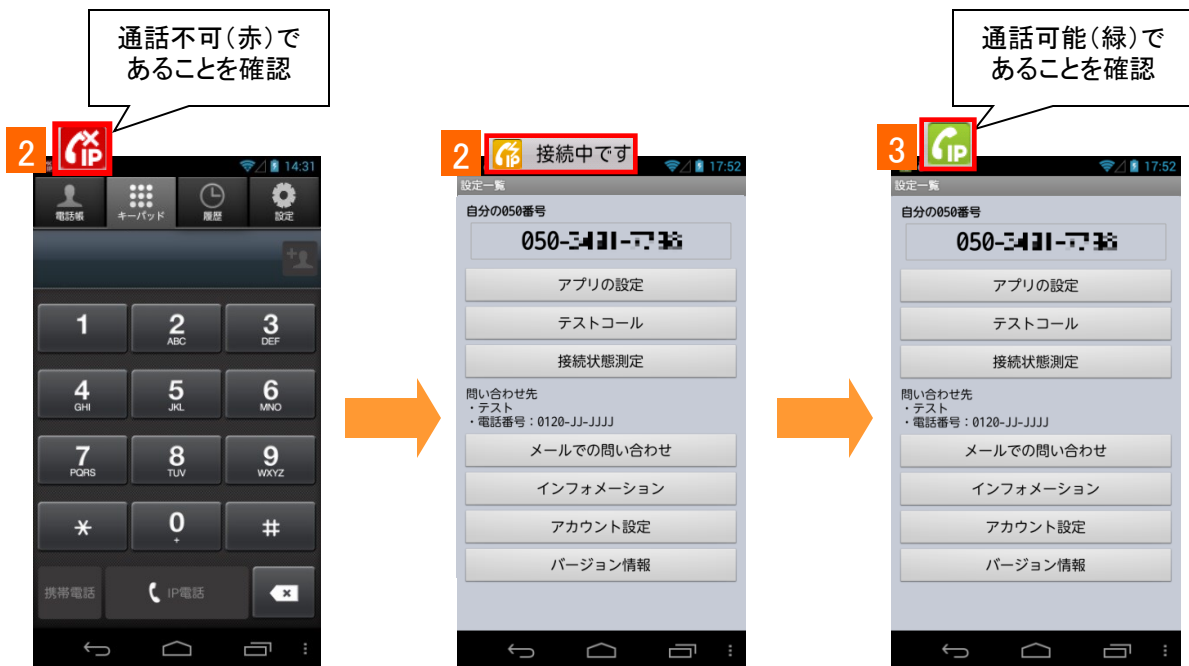 通話不可(赤)で
あることを確認
2
IP
14:31
電話帳
キーパッド
履歴
設定
1
2
ABC
3
DEF
4
GHI
5
JKL
6
MNO
7
PQRS
8
TUV
9
WXYZ
*
0
+
#
携帯電話
IP電話
2
IP
接続中です
17:52
設定一覧
自分の050番号
050-
アプリの設定
テストコール
接続状態測定
問い合わせ先
・テスト
・電話番号:0120-JJ-JJJJ
メールでの問い合わせ
インフォメーション
アカウント設定
バージョン情報
通話可能(緑)で
あることを確認
3
IP
17:52
設定一覧
自分の050番号
050-
アプリの設定
テストコール
接続状態測定
問い合わせ先
・テスト
・電話番号:0120-JJ-JJJJ
メールでの問い合わせ
インフォメーション
アカウント設定
バージョン情報